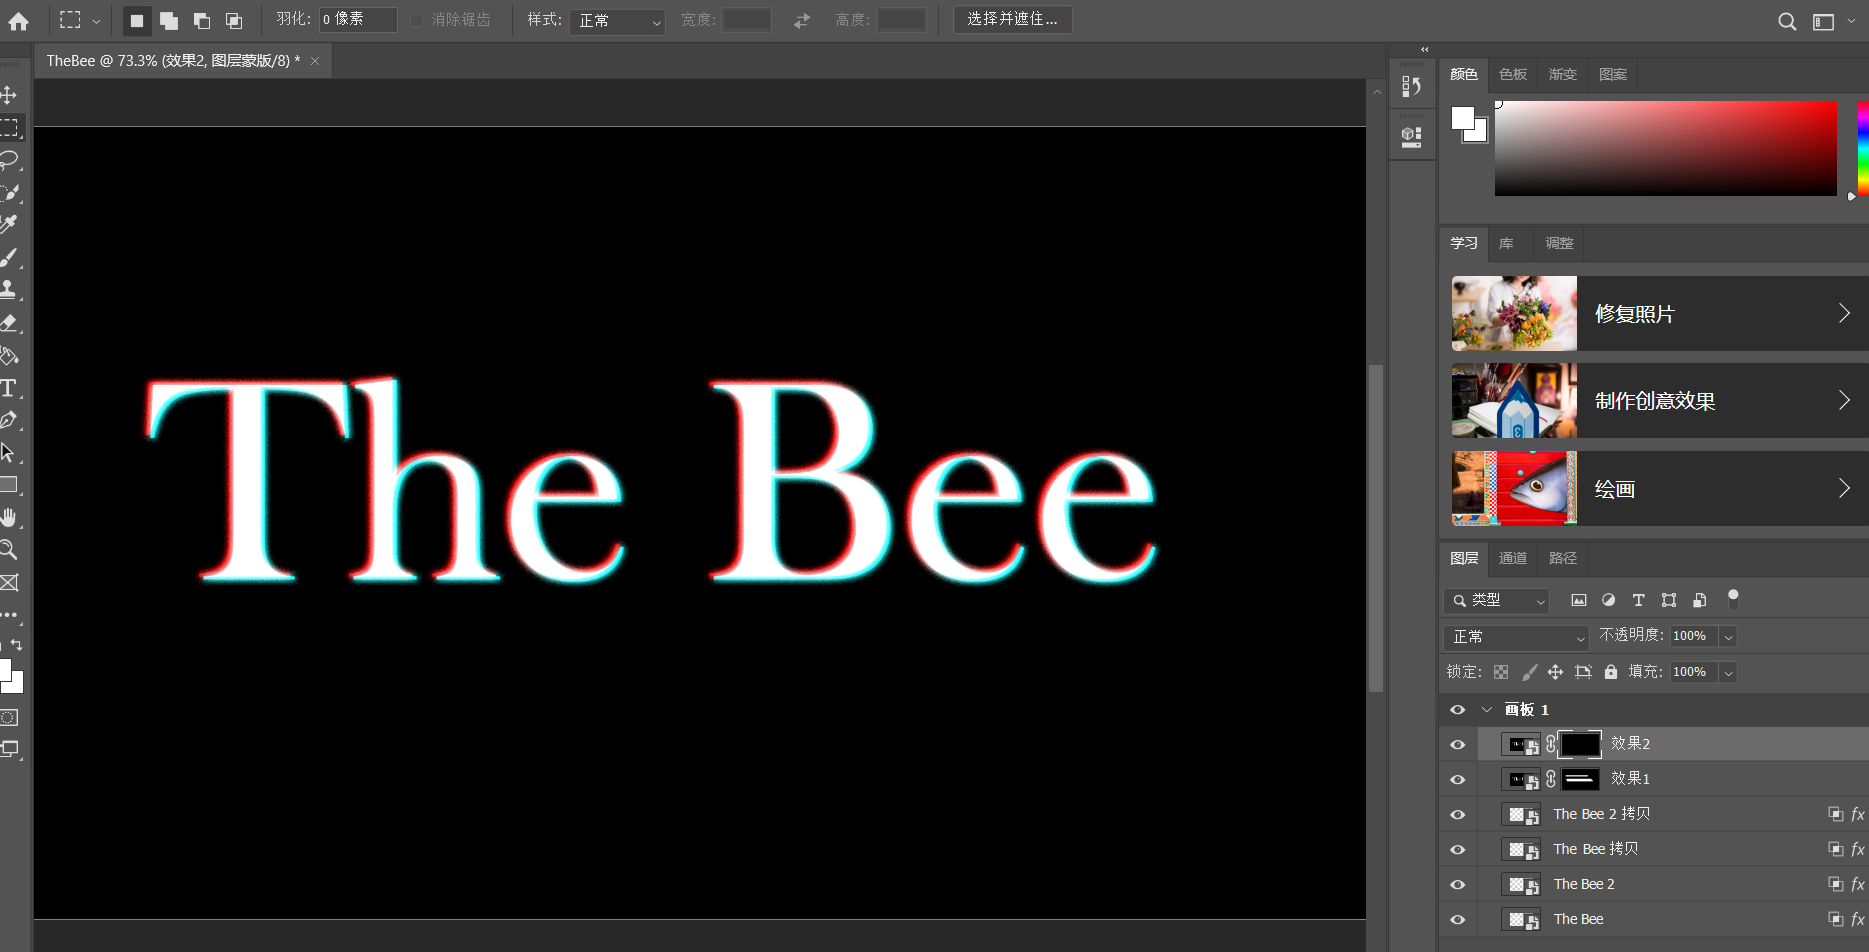 羽化: 0 像素 消除锯齿 样式: 正常 宽度: 高度: 选择并遮住...
TheBee @ 73.3% (效果2, 图层蒙版/8) * ×
The Bee
颜色 色板 渐变 图案
学习 库 调整
修复照片
制作创意效果
绘画
图层 通道 路径
类型
正常 不透明度: 100%
锁定: 填充: 100%
画板 1
效果2
效果1
The Bee 2 拷贝 fx
The Bee 拷贝 fx
The Bee 2 fx
The Bee fx